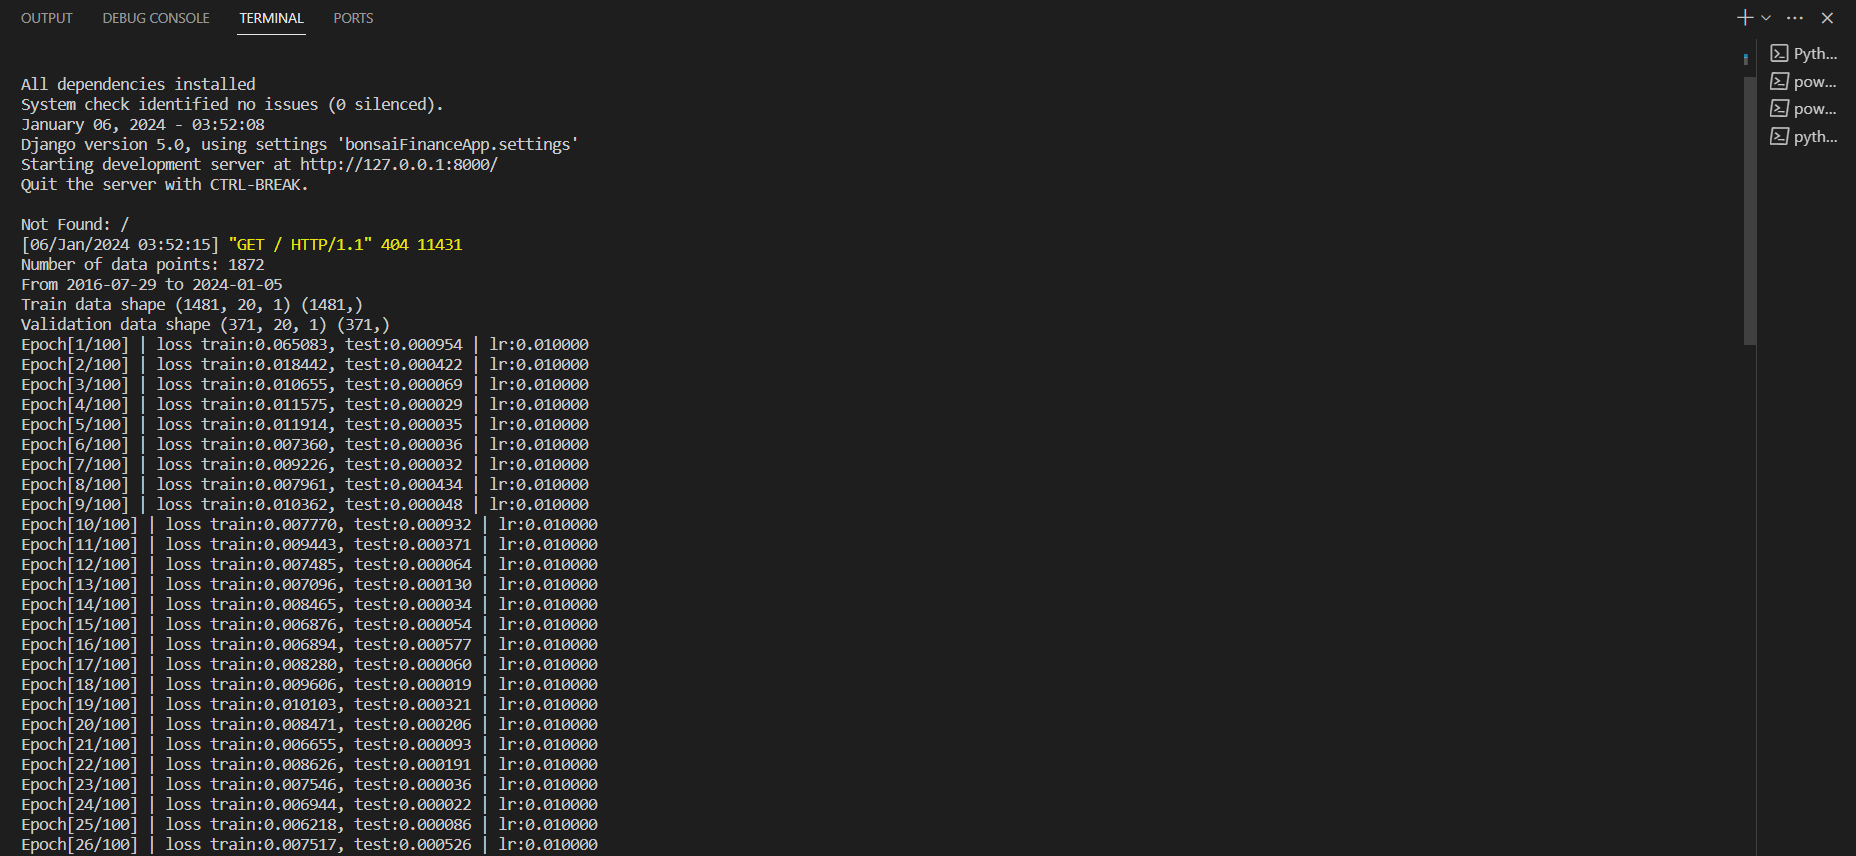 OUTPUT DEBUG CONSOLE TERMINAL PORTS
All dependencies installed
System check identified no issues (0 silenced).
January 06, 2024 - 03:52:08
Django version 5.0, using settings 'bonsaiFinanceApp.settings'
Starting development server at http://127.0.0.1:8000/
Quit the server with CTRL-BREAK.
Not Found: /
[06/Jan/2024 03:52:15] "GET / HTTP/1.1" 404 11431
Number of data points: 1872
From 2016-07-29 to 2024-01-05
Train data shape (1481, 20, 1) (1481,)
Validation data shape (371, 20, 1) (371,)
Epoch[1/100] | loss train:0.065083, test:0.000954 | lr:0.010000
Epoch[2/100] | loss train:0.018442, test:0.000422 | lr:0.010000
Epoch[3/100] | loss train:0.010655, test:0.000069 | lr:0.010000
Epoch[4/100] | loss train:0.011575, test:0.000029 | lr:0.010000
Epoch[5/100] | loss train:0.011914, test:0.000035 | lr:0.010000
Epoch[6/100] | loss train:0.007360, test:0.000036 | lr:0.010000
Epoch[7/100] | loss train:0.009226, test:0.000032 | lr:0.010000
Epoch[8/100] | loss train:0.007961, test:0.000434 | lr:0.010000
Epoch[9/100] | loss train:0.010362, test:0.000048 | lr:0.010000
Epoch[10/100] | loss train:0.007770, test:0.000932 | lr:0.010000
Epoch[11/100] | loss train:0.009443, test:0.000371 | lr:0.010000
Epoch[12/100] | loss train:0.007485, test:0.000064 | lr:0.010000
Epoch[13/100] | loss train:0.007096, test:0.000130 | lr:0.010000
Epoch[14/100] | loss train:0.008465, test:0.000034 | lr:0.010000
Epoch[15/100] | loss train:0.006876, test:0.000054 | lr:0.010000
Epoch[16/100] | loss train:0.006894, test:0.000577 | lr:0.010000
Epoch[17/100] | loss train:0.008280, test:0.000060 | lr:0.010000
Epoch[18/100] | loss train:0.009606, test:0.000019 | lr:0.010000
Epoch[19/100] | loss train:0.010103, test:0.000321 | lr:0.010000
Epoch[20/100] | loss train:0.008471, test:0.000206 | lr:0.010000
Epoch[21/100] | loss train:0.006655, test:0.000093 | lr:0.010000
Epoch[22/100] | loss train:0.008626, test:0.000191 | lr:0.010000
Epoch[23/100] | loss train:0.007546, test:0.000036 | lr:0.010000
Epoch[24/100] | loss train:0.006944, test:0.000022 | lr:0.010000
Epoch[25/100] | loss train:0.006218, test:0.000086 | lr:0.010000
Epoch[26/100] | loss train:0.007517, test:0.000526 | lr:0.010000
Pyth...
pow...
pow...
pyth...